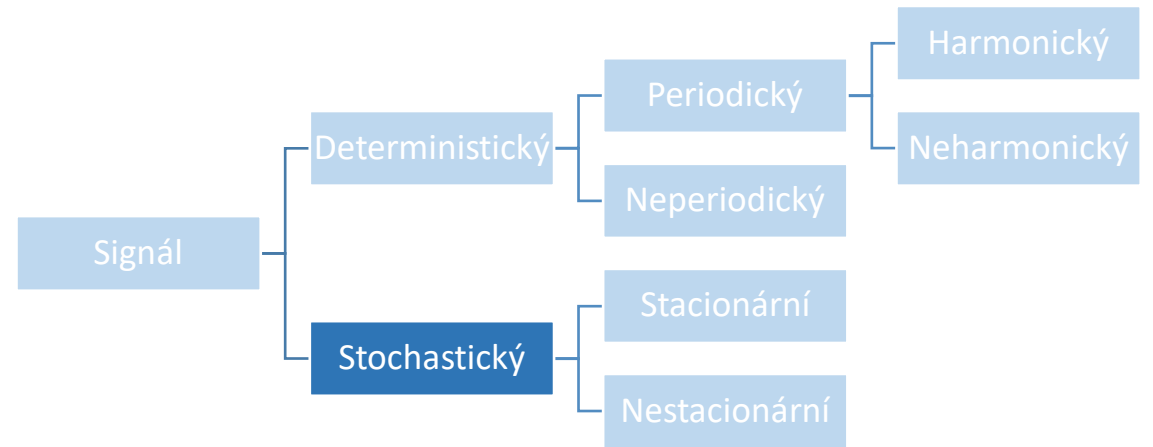 Signál
Deterministický
Periodický
Harmonický
Neharmonický
Neperiodický
Stochastický
Stacionární
Nestacionární